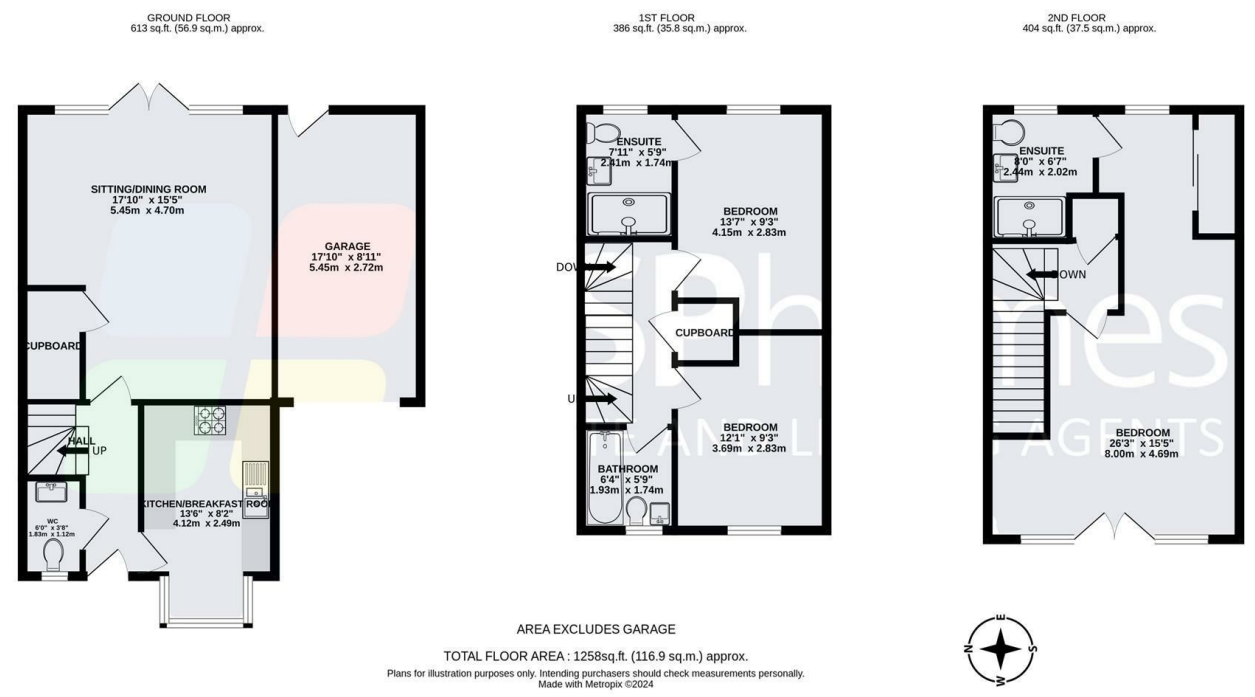 GROUND FLOOR
613 sq.ft. (56.9 sq.m.) approx.
1ST FLOOR
386 sq.ft. (35.8 sq.m.) approx.
2ND FLOOR
404 sq.ft. (37.5 sq.m.) approx.
SITTING/DINING ROOM
17'10" x 15'5"
5.45m x 4.70m
GARAGE
17'10" x 8'11"
5.45m x 2.72m
CUPBOARD
HALL
UP
WC
6'0" x 3'8"
1.83m x 1.12m
KITCHEN/BREAKFAST ROOM
13'6" x 8'2"
4.12m x 2.49m
ENSUITE
7'11" x 5'9"
2.41m x 1.74m
BEDROOM
13'7" x 9'3"
4.15m x 2.83m
DOWN
CUPBOARD
UP
BEDROOM
12'1" x 9'3"
3.69m x 2.83m
BATHROOM
6'4" x 5'9"
1.93m x 1.74m
ENSUITE
8'0" x 6'7"
2.44m x 2.02m
DOWN
BEDROOM
26'3" x 15'5"
8.00m x 4.69m
AREA EXCLUDES GARAGE
TOTAL FLOOR AREA : 1258sq.ft. (116.9 sq.m.) approx.
Plans for illustration purposes only. Intending purchasers should check measurements personally.
Made with Metropix ©2024
E
N
S
W